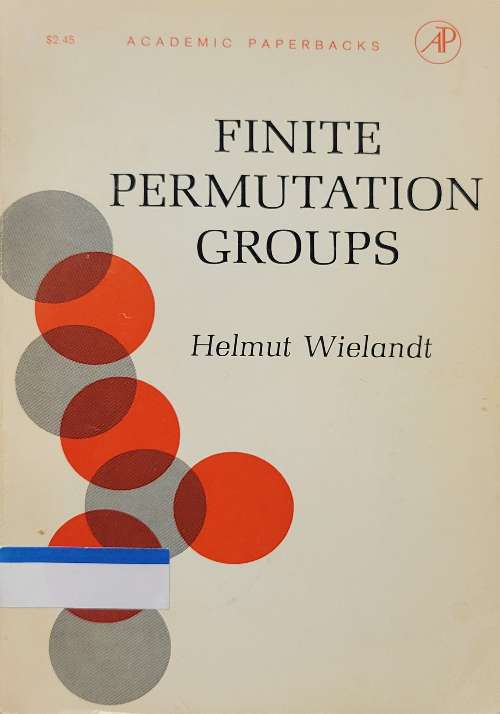 $2.45 ACADEMIC PAPERBACKS AP
FINITE
PERMUTATION
GROUPS
Helmut Wielandt